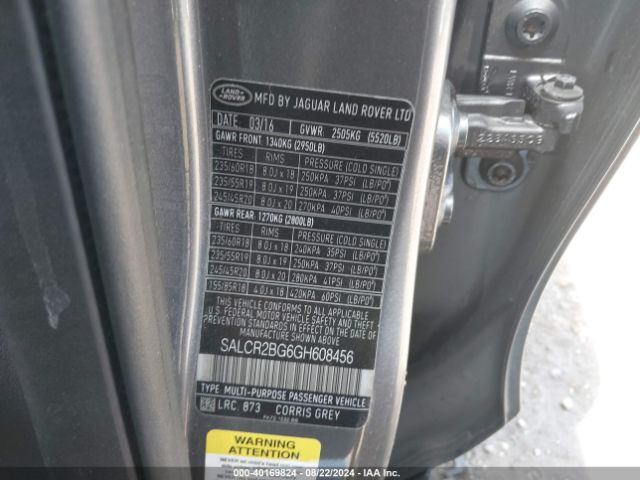 LAND ROVER
MFD BY JAGUAR LAND ROVER LTD
DATE 03/16 GVWR. 2505KG (5520LB)
GAWR FRONT: 1340KG (2950LB)
TIRES RIMS PRESSURE (COLD SINGLE)
235/60R18 8.0J x 18 250KPA 37PSI (LB/PO²)
235/55R19 8.0J x 19 250KPA 37PSI (LB/PO²)
245/45R20 8.0J x 20 270KPA 40PSI (LB/PO²)
GAWR REAR: 1270KG (2800LB)
TIRES RIMS PRESSURE (COLD SINGLE)
235/60R18 8.0J x 18 240KPA 35PSI (LB/PO²)
235/55R19 8.0J x 19 250KPA 37PSI (LB/PO²)
245/45R20 8.0J x 20 280KPA 41PSI (LB/PO²)
155/85R18 4.0J x 18 420KPA 60PSI (LB/PO²)
THIS VEHICLE CONFORMS TO ALL APPLICABLE
U.S. FEDERAL MOTOR VEHICLE SAFETY AND THEFT PREVENTION
STANDARDS IN EFFECT ON THE DATE OF
MANUFACTURE SHOWN ABOVE
SALCR2BG6GH608456
TYPE: MULTI-PURPOSE PASSENGER VEHICLE
LRC. 873 CORRIS GREY
WARNING
ATTENTION
40-40169824 - 08/22/2024 - IAA Inc.